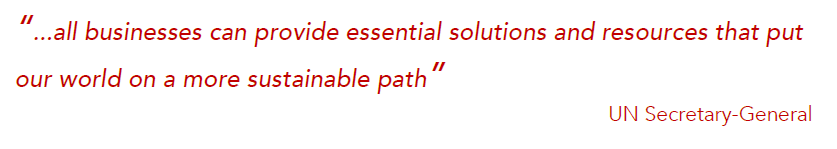 "...all businesses can provide essential solutions and resources that put
our world on a more sustainable path"
UN Secretary-General